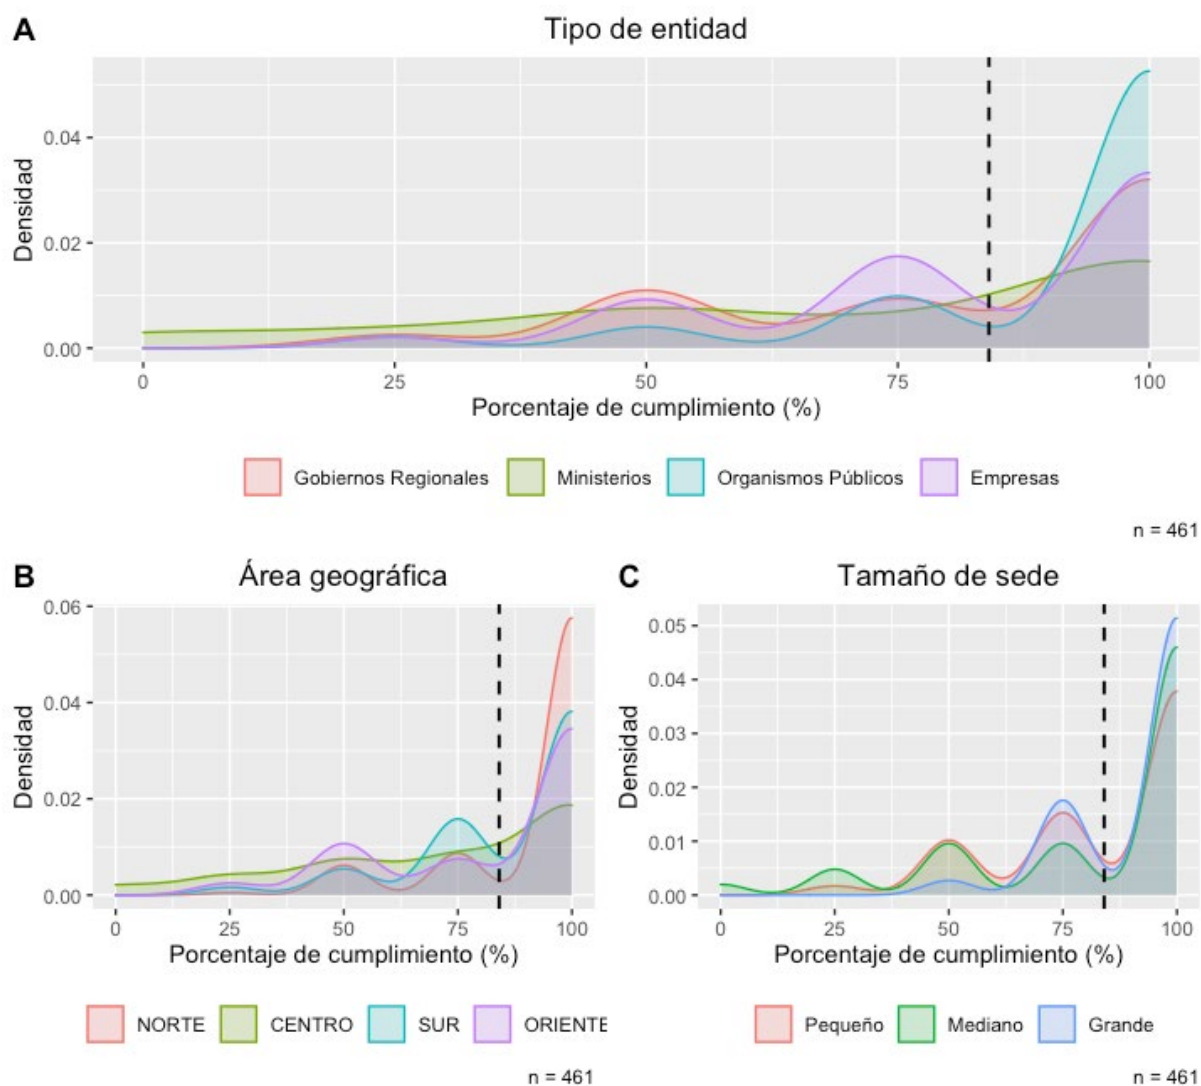 A
Tipo de entidad
Densidad
0.04
0.02
0.00
0 25 50 75 100
Porcentaje de cumplimiento (%)
Gobiernos Regionales Ministerios Organismos Públicos Empresas
n = 461
B
Área geográfica
Densidad
0.06
0.04
0.02
0.00
0 25 50 75 100
Porcentaje de cumplimiento (%)
NORTE CENTRO SUR ORIENTE
n = 461
C
Tamaño de sede
Densidad
0.05
0.04
0.03
0.02
0.01
0.00
0 25 50 75 100
Porcentaje de cumplimiento (%)
Pequeño Mediano Grande
n = 461